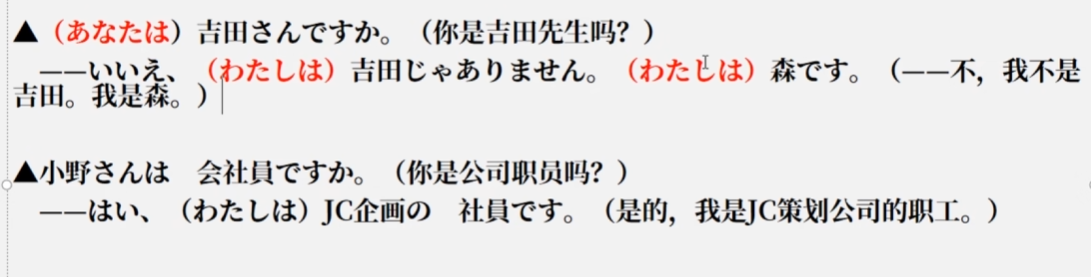 ▲（あなたは）吉田さんですか。（你是吉田先生吗？）
——いいえ、（わたしは）吉田じゃありません。（わたしは）森です。（——不，我不是
吉田。我是森。）
▲小野さんは　会社員ですか。（你是公司职员吗？）
——はい、（わたしは）JC企画の　社員です。（是的，我是JC策划公司的职工。）